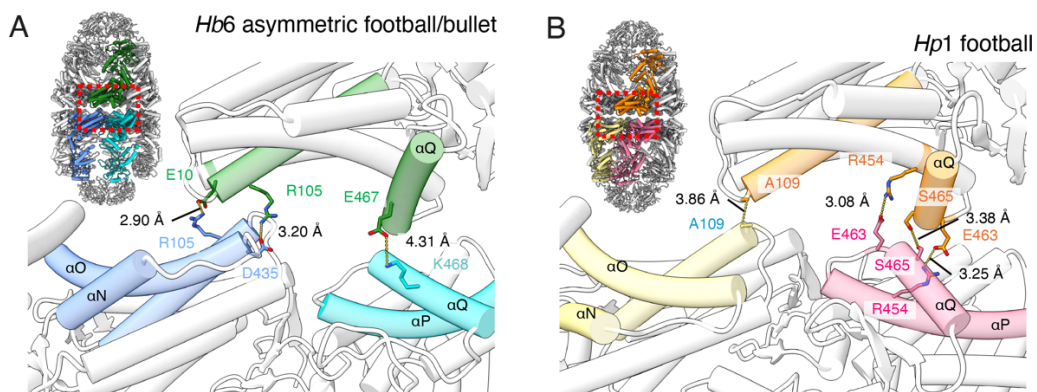 A
Hb6 asymmetric football/bullet
E10
R105
E467
αQ
2.90 Å
3.20 Å
4.31 Å
R105
D435
K468
αO
αN
αQ
αP
B
Hp1 football
R454
αQ
A109
S465
3.86 Å
3.08 Å
3.38 Å
A109
E463
E463
αO
S465
3.25 Å
R454
αN
αQ
αP